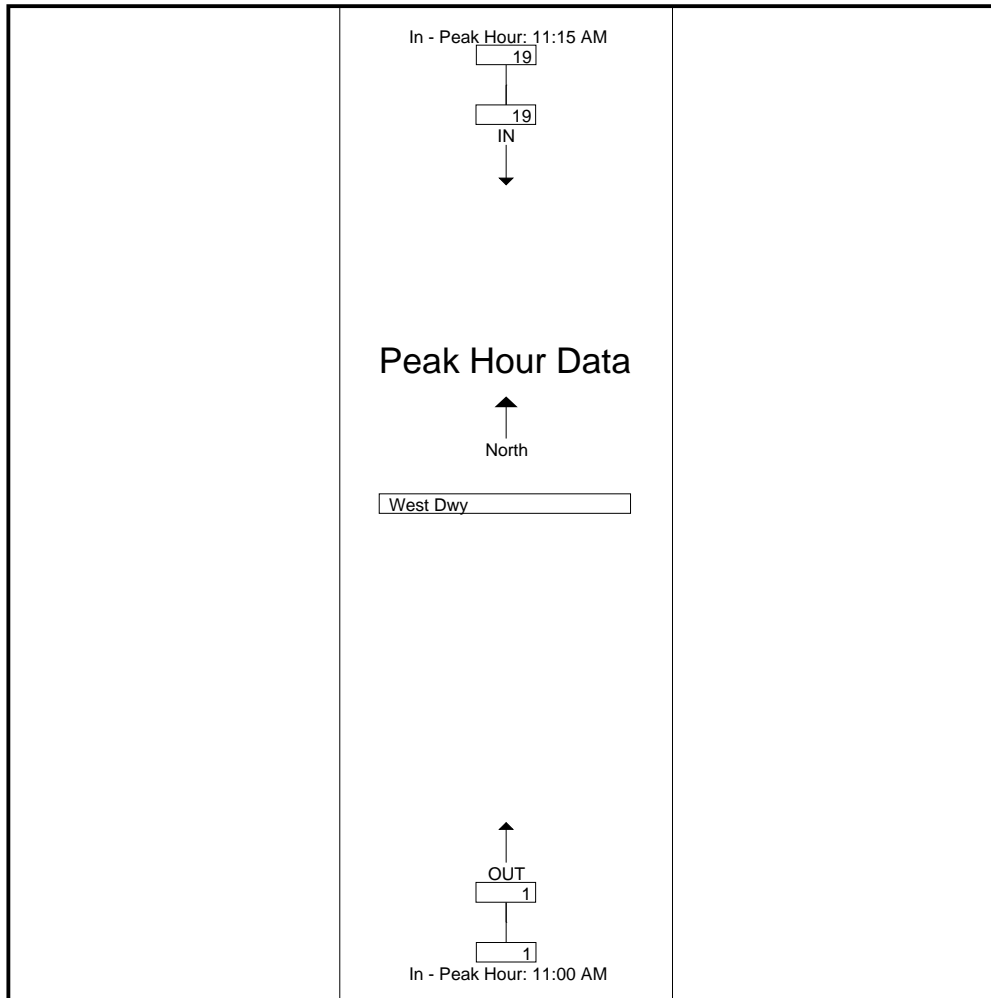 In - Peak Hour: 11:15 AM
19
19
IN
Peak Hour Data
North
West Dwy
OUT
1
1
In - Peak Hour: 11:00 AM